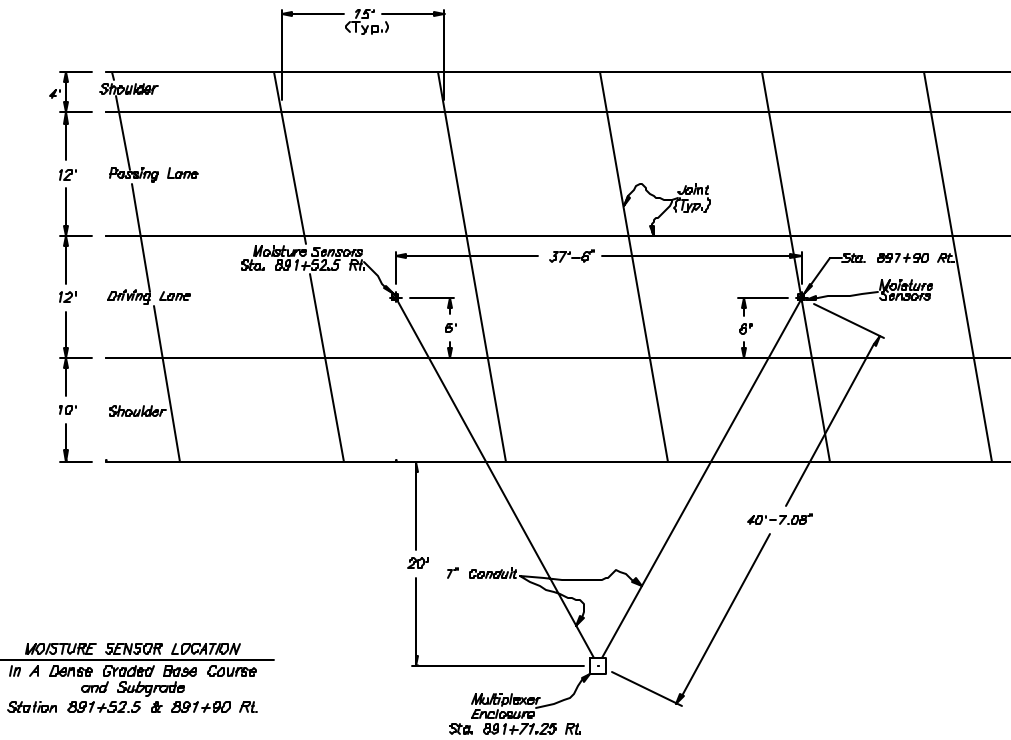 15'
(Typ.)
4'
Shoulder
12'
Passing Lane
Joint
(Typ.)
Moisture Sensors
Sta. 891+52.5 Rt.
37'-6"
Sta. 891+90 Rt.
Moisture
Sensors
12'
Driving Lane
6'
6'
10'
Shoulder
40'-7.08"
20'
1" Conduit
MOISTURE SENSOR LOCATION
In A Dense Graded Base Course
and Subgrade
Station 891+52.5 & 891+90 Rt.
Multiplexer
Enclosure
Sta. 891+71.25 Rt.